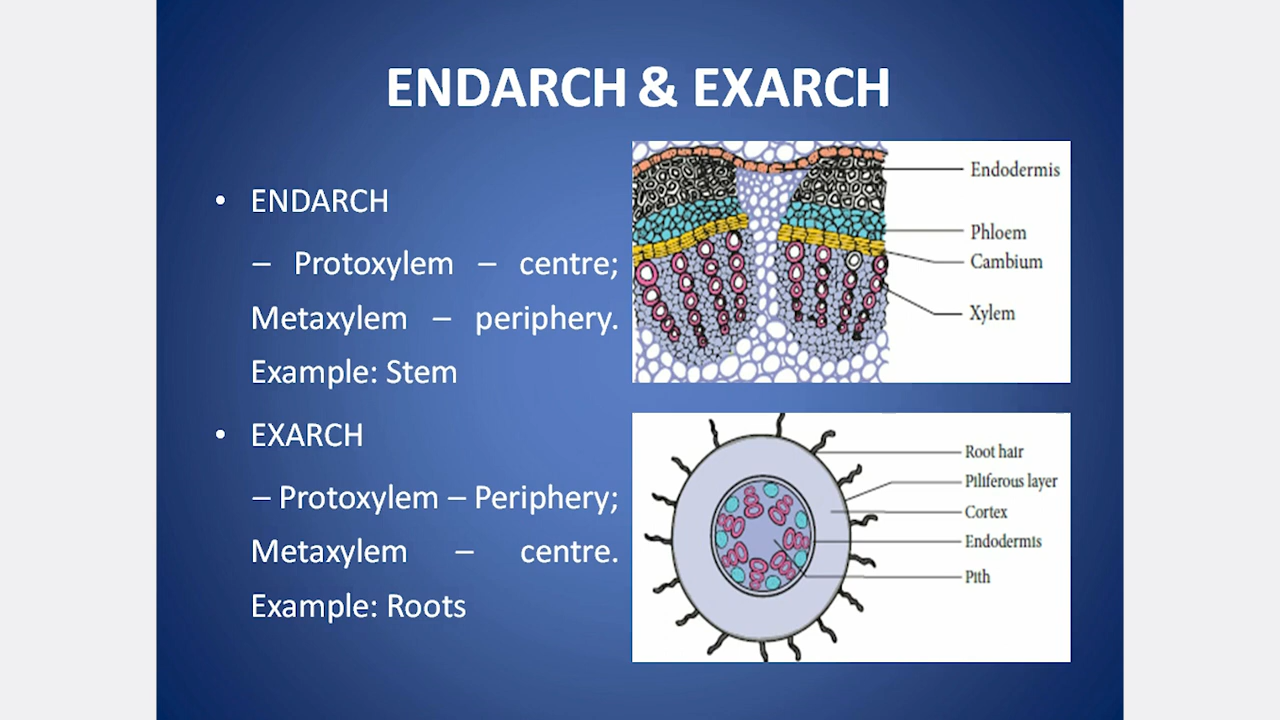 ENDARCH & EXARCH
• ENDARCH
– Protoxylem – centre;
Metaxylem – periphery.
Example: Stem
• EXARCH
– Protoxylem – Periphery;
Metaxylem – centre.
Example: Roots
Endodermis
Phloem
Cambium
Xylem
Root hair
Piliferous layer
Cortex
Endodermis
Pith